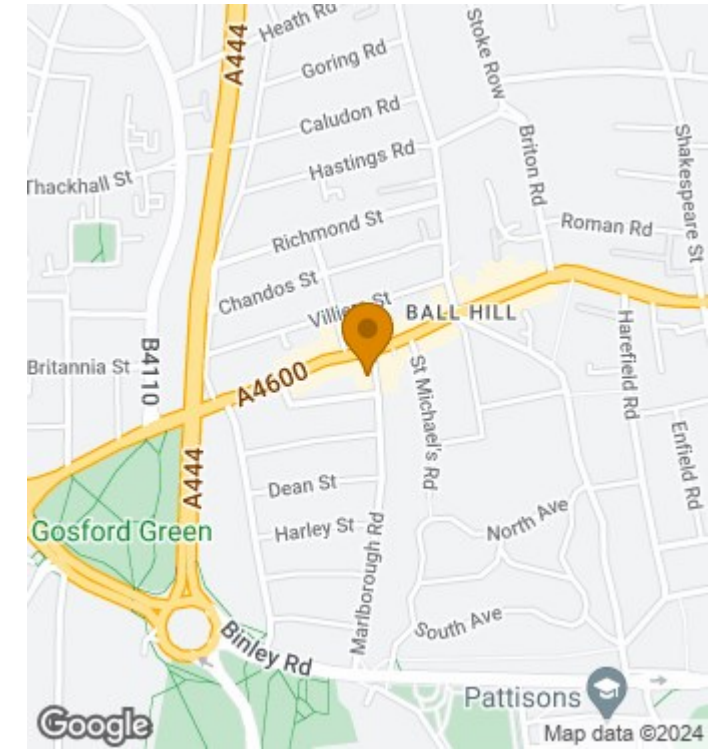 Heath Rd
A444
Stoke Row
Goring Rd
Caludon Rd
Briton Rd
Shakespeare St
Hastings Rd
Thackhall St
Richmond St
Roman Rd
Chandos St
Villiers St
BALL HILL
B4110
Britannia St
A4600
St Michael's Rd
Harefield Rd
Enfield Rd
A444
Dean St
Gosford Green
Harley St
North Ave
Marlborough Rd
South Ave
Binley Rd
Pattisons
Google
Map data ©2024